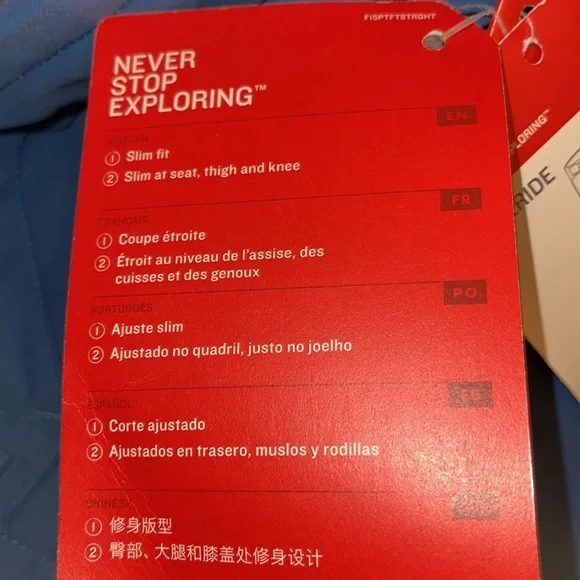 FI5PTFTSTRGHT
NEVER
STOP
EXPLORING™
EN
ENGLISH
① Slim fit
② Slim at seat, thigh and knee
FR
FRANÇAIS
① Coupe étroite
② Étroit au niveau de l'assise, des
cuisses et des genoux
PO
PORTUGUÊS
① Ajuste slim
② Ajustado no quadril, justo no joelho
ESPAÑOL
① Corte ajustado
② Ajustados en trasero, muslos y rodillas
CHINESE
① 修身版型
② 臀部、大腿和膝盖处修身设计
LORING™
RIDE